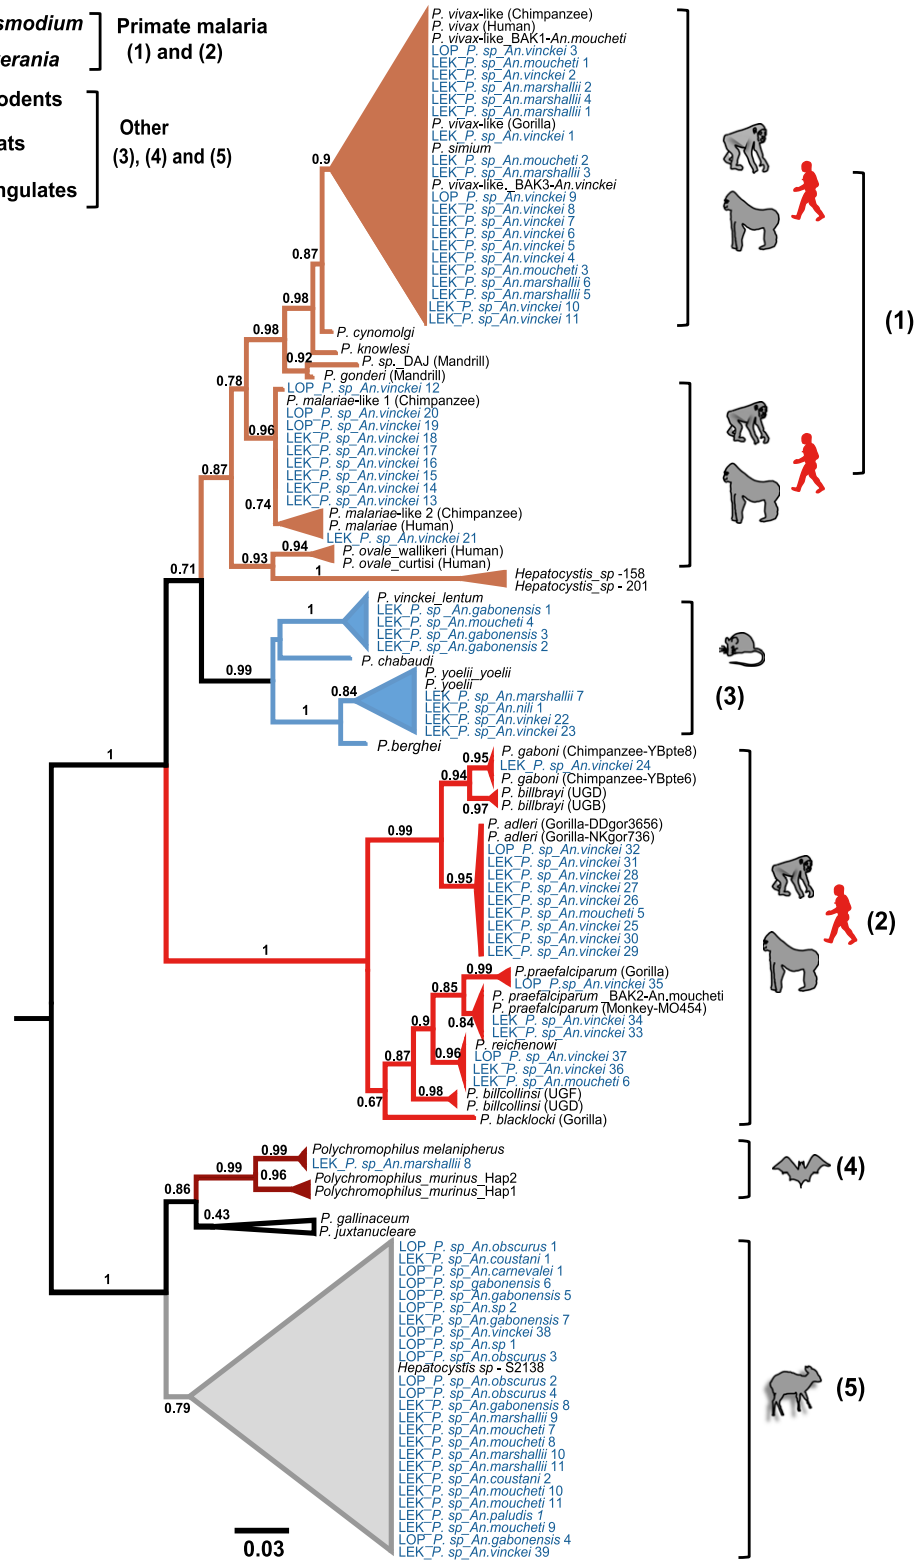 smodium
erania
Primate malaria
(1) and (2)
odents
ats
ngulates
Other
(3), (4) and (5)
P. vivax-like (Chimpanzee)
P. vivax (Human)
P. vivax-like_BAK1-An.moucheti
LOP_P. sp_An.vinckei 3
LEK_P. sp_An.moucheti 1
LEK_P. sp_An.vinckei 2
LEK_P. sp_An.marshallii 2
LEK_P. sp_An.marshallii 4
LEK_P. sp_An.marshallii 1
P. vivax-like (Gorilla)
LEK_P. sp_An.vinckei 1
P. simium
LEK_P. sp_An.moucheti 2
LEK_P. sp_An.marshallii 3
P. vivax-like._BAK3-An.vinckei
LOP_P. sp_An.vinckei 9
LEK_P. sp_An.vinckei 8
LEK_P. sp_An.vinckei 7
LEK_P. sp_An.vinckei 6
LEK_P. sp_An.vinckei 5
LEK_P. sp_An.vinckei 4
LEK_P. sp_An.moucheti 3
LEK_P. sp_An.marshallii 6
LEK_P. sp_An.marshallii 5
LEK_P. sp_An.vinckei 10
LEK_P. sp_An.vinckei 11
0.9
0.87
0.98
0.98
0.92
0.78
0.96
0.87
0.74
0.94
0.93
1
0.71
(1)
P. cynomolgi
P. knowlesi
P. sp._DAJ (Mandrill)
P. gonderi (Mandrill)
LOP_P. sp_An.vinckei 12
P. malariae-like 1 (Chimpanzee)
LOP_P. sp_An.vinckei 20
LOP_P. sp_An.vinckei 19
LEK_P. sp_An.vinckei 18
LEK_P. sp_An.vinckei 17
LEK_P. sp_An.vinckei 16
LEK_P. sp_An.vinckei 15
LEK_P. sp_An.vinckei 14
LEK_P. sp_An.vinckei 13
P. malariae-like 2 (Chimpanzee)
P. malariae (Human)
LEK_P. sp_An.vinckei 21
P. ovale_wallikeri (Human)
P. ovale_curtisi (Human)
Hepatocystis_sp -158
Hepatocystis_sp - 201
P. vinckei_lentum
LEK_P. sp_An.gabonensis 1
LEK_P. sp_An.moucheti 4
LEK_P. sp_An.gabonensis 3
LEK_P. sp_An.gabonensis 2
P. chabaudi
P. yoelii_yoelii
P. yoelii
LEK_P. sp_An.marshallii 7
LEK_P. sp_An.nili 1
LEK_P. sp_An.vinkei 22
LEK_P. sp_An.vinckei 23
P.berghei
1
0.99
0.84
1
(3)
1
P. gaboni (Chimpanzee-YBpte8)
LEK_P. sp_An.vinckei 24
P. gaboni (Chimpanzee-YBpte6)
P. billbrayi (UGD)
P. billbrayi (UGB)
P. adleri (Gorilla-DDgor3656)
P. adleri (Gorilla-NKgor736)
LOP_P. sp_An.vinckei 32
LEK_P. sp_An.vinckei 31
LEK_P. sp_An.vinckei 28
LEK_P. sp_An.vinckei 27
LEK_P. sp_An.vinckei 26
LEK_P. sp_An.moucheti 5
LEK_P. sp_An.vinckei 25
LEK_P. sp_An.vinckei 30
LEK_P. sp_An.vinckei 29
P.praefalciparum (Gorilla)
LOP_P. sp_An.vinckei 35
P. praefalciparum_BAK2-An.moucheti
P. praefalciparum (Monkey-MO454)
LEK_P. sp_An.vinckei 34
LEK_P. sp_An.vinckei 33
P. reichenowi
LOP_P. sp_An.vinckei 37
LEK_P. sp_An.vinckei 36
LEK_P. sp_An.moucheti 6
P. billcollinsi (UGF)
P. billcollinsi (UGD)
P. blacklocki (Gorilla)
0.95
0.94
0.97
0.99
0.95
1
0.99
0.85
0.84
0.9
0.96
0.87
0.98
0.67
(2)
Polychromophilus melanipherus
LEK_P. sp_An.marshallii 8
Polychromophilus_murinus_Hap2
Polychromophilus_murinus_Hap1
P. gallinaceum
P. juxtanucleare
0.99
0.99
0.96
0.86
0.43
(4)
1
LOP_P. sp_An.obscurus 1
LEK_P. sp_An.coustani 1
LOP_P. sp_An.carnevalei 1
LOP_P. sp_gabonensis 6
LOP_P. sp_An.gabonensis 5
LOP_P. sp_An.sp 2
LEK_P. sp_An.gabonensis 7
LOP_P. sp_An.vinckei 38
LOP_P. sp_An.sp 1
LOP_P. sp_An.obscurus 3
Hepatocystis sp - S2138
LOP_P. sp_An.obscurus 2
LOP_P. sp_An.obscurus 4
LEK_P. sp_An.gabonensis 8
LEK_P. sp_An.marshallii 9
LEK_P. sp_An.moucheti 7
LEK_P. sp_An.moucheti 8
LEK_P. sp_An.marshallii 10
LEK_P. sp_An.marshallii 11
LEK_P. sp_An.coustani 2
LEK_P. sp_An.moucheti 10
LEK_P. sp_An.moucheti 11
LEK_P. sp_An.paludis 1
LEK_P. sp_An.moucheti 9
LOP_P. sp_An.gabonensis 4
LEK_P. sp_An.vinckei 39
0.79
(5)
0.03